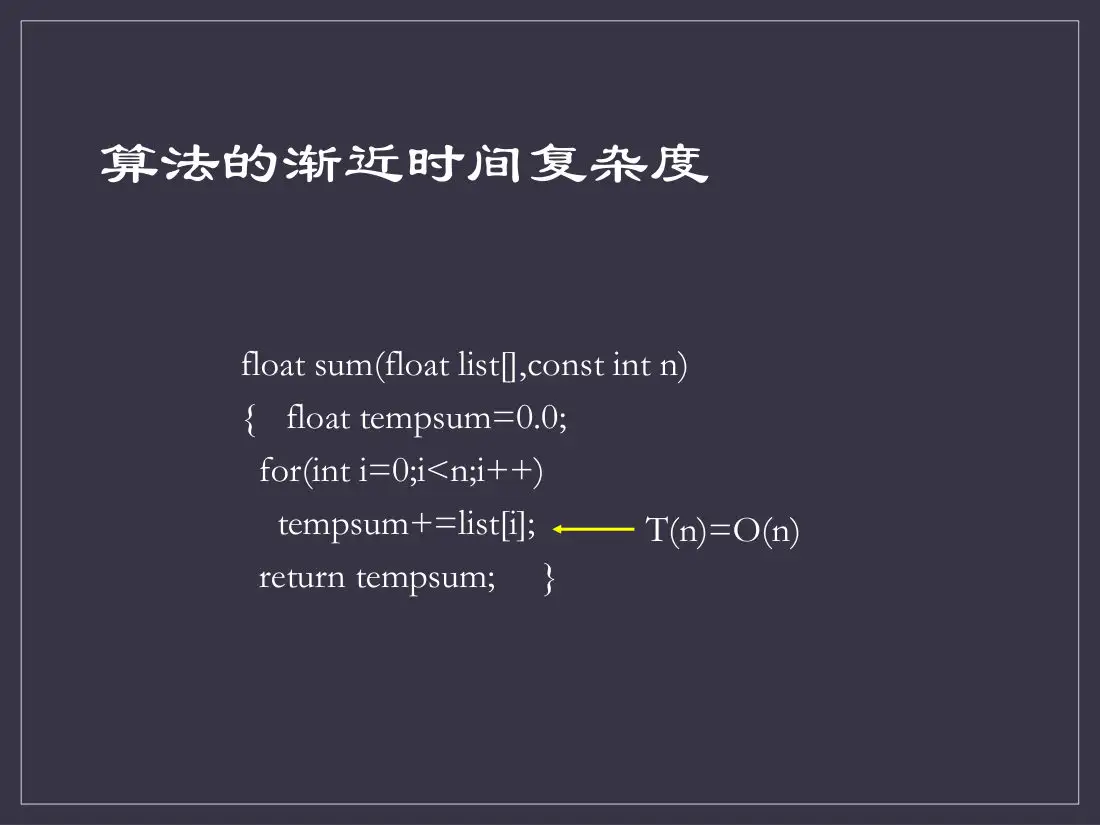 算法的渐近时间复杂度
float sum(float list[],const int n)
{ float tempsum=0.0;
for(int i=0;i<n;i++)
tempsum+=list[i];
T(n)=O(n)
return tempsum; }